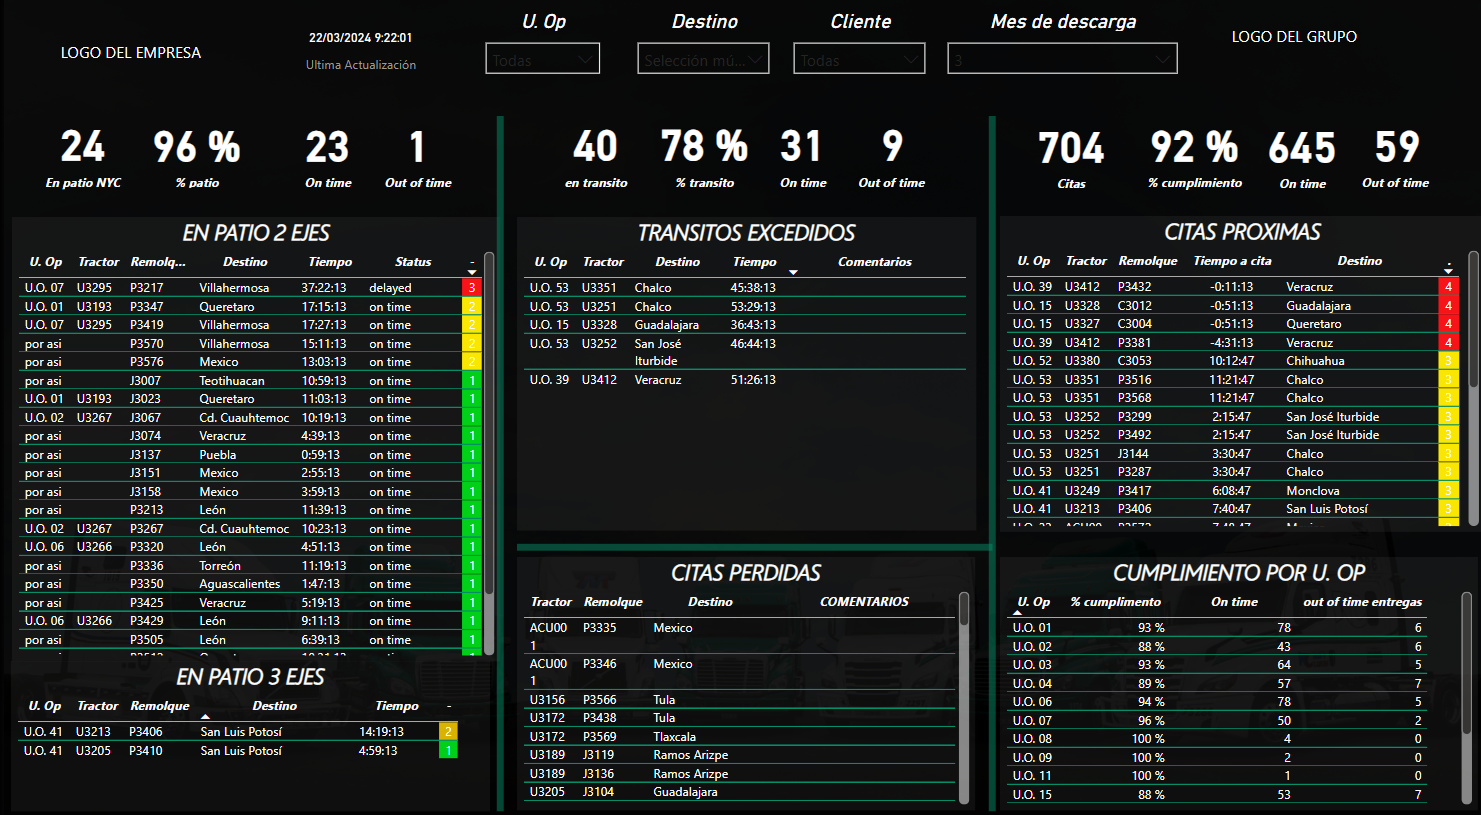 LOGO DEL EMPRESA
22/03/2024 9:22:01
Ultima Actualización
U. Op
Todas
Destino
Selección mú...
Cliente
Todas
Mes de descarga
3
LOGO DEL GRUPO
24 96 % 23 1
En patio NYC % patio On time Out of time
40 78 % 31 9
en transito % transito On time Out of time
704 92 % 645 59
Citas % cumplimiento On time Out of time
EN PATIO 2 EJES
U. Op Tractor Remolq... Destino Tiempo Status -
U.O. 07 U3295 P3217 Villahermosa 37:22:13 delayed 3
U.O. 01 U3193 P3347 Queretaro 17:15:13 on time 2
U.O. 07 U3295 P3419 Villahermosa 17:27:13 on time 2
por asi P3570 Villahermosa 15:11:13 on time 2
por asi P3576 Mexico 13:03:13 on time 2
por asi J3007 Teotihuacan 10:59:13 on time 1
U.O. 01 U3193 J3023 Queretaro 11:03:13 on time 1
U.O. 02 U3267 J3067 Cd. Cuauhtemoc 10:19:13 on time 1
por asi J3074 Veracruz 4:39:13 on time 1
por asi J3137 Puebla 0:59:13 on time 1
por asi J3151 Mexico 2:55:13 on time 1
por asi J3158 Mexico 3:59:13 on time 1
por asi P3213 León 11:39:13 on time 1
U.O. 02 U3267 P3267 Cd. Cuauhtemoc 10:23:13 on time 1
U.O. 06 U3266 P3320 León 4:51:13 on time 1
por asi P3336 Torreón 11:19:13 on time 1
por asi P3350 Aguascalientes 1:47:13 on time 1
por asi P3425 Veracruz 5:19:13 on time 1
U.O. 06 U3266 P3429 León 9:11:13 on time 1
por asi P3505 León 6:39:13 on time 1
EN PATIO 3 EJES
U. Op Tractor Remolque Destino Tiempo -
U.O. 41 U3213 P3406 San Luis Potosí 14:19:13 2
U.O. 41 U3205 P3410 San Luis Potosí 4:59:13 1
TRANSITOS EXCEDIDOS
U. Op Tractor Destino Tiempo Comentarios
U.O. 53 U3351 Chalco 45:38:13
U.O. 53 U3251 Chalco 53:29:13
U.O. 15 U3328 Guadalajara 36:43:13
U.O. 53 U3252 San José 46:44:13
Iturbide
U.O. 39 U3412 Veracruz 51:26:13
CITAS PERDIDAS
Tractor Remolque Destino COMENTARIOS
ACU00 P3335 Mexico
1
ACU00 P3346 Mexico
1
U3156 P3566 Tula
U3172 P3438 Tula
U3172 P3569 Tlaxcala
U3189 J3119 Ramos Arizpe
U3189 J3136 Ramos Arizpe
U3205 J3104 Guadalajara
CITAS PROXIMAS
U. Op Tractor Remolque Tiempo a cita Destino .
U.O. 39 U3412 P3432 -0:11:13 Veracruz 4
U.O. 15 U3328 C3012 -0:51:13 Guadalajara 4
U.O. 15 U3327 C3004 -0:51:13 Queretaro 4
U.O. 39 U3412 P3381 -4:31:13 Veracruz 4
U.O. 52 U3380 C3053 10:12:47 Chihuahua 3
U.O. 53 U3351 P3516 11:21:47 Chalco 3
U.O. 53 U3351 P3568 11:21:47 Chalco 3
U.O. 53 U3252 P3299 2:15:47 San José Iturbide 3
U.O. 53 U3252 P3492 2:15:47 San José Iturbide 3
U.O. 53 U3251 J3144 3:30:47 Chalco 3
U.O. 53 U3251 P3287 3:30:47 Chalco 3
U.O. 41 U3249 P3417 6:08:47 Monclova 3
U.O. 41 U3213 P3406 7:40:47 San Luis Potosí 3
CUMPLIMIENTO POR U. OP
U. Op % cumplimento On time out of time entregas
U.O. 01 93 % 78 6
U.O. 02 88 % 43 6
U.O. 03 93 % 64 5
U.O. 04 89 % 57 7
U.O. 06 94 % 78 5
U.O. 07 96 % 50 2
U.O. 08 100 % 4 0
U.O. 09 100 % 2 0
U.O. 11 100 % 1 0
U.O. 15 88 % 53 7